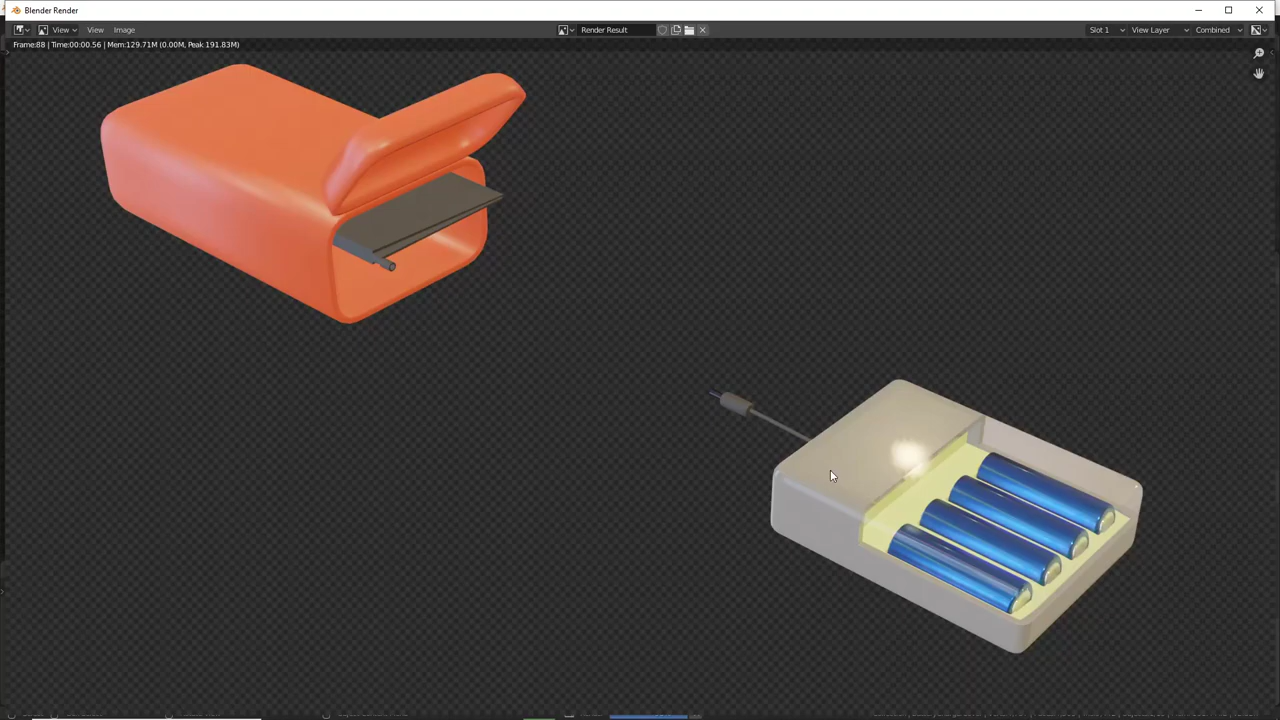 Blender Render
View View Image Render Result Slot 1 View Layer Combined
Frame:88 | Time:00:00.56 | Mem:129.71M (0.00M, Peak 191.83M)